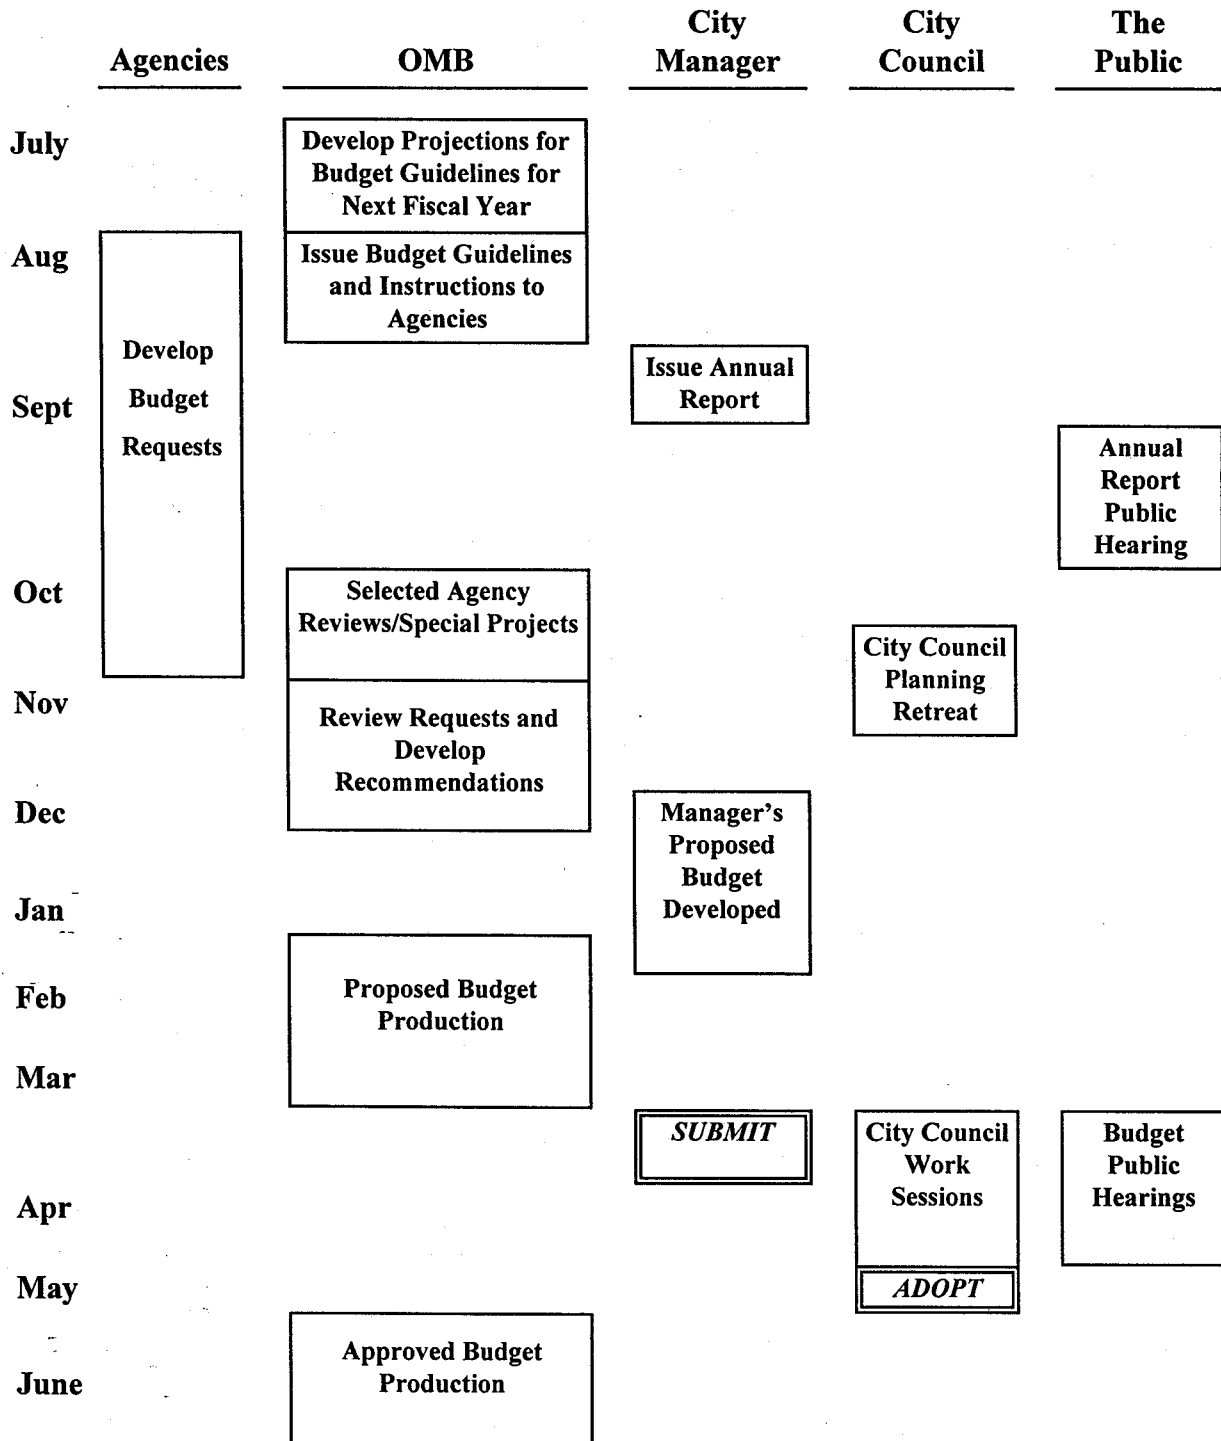 City
Manager
City
Council
The
Public
Agencies
OMB
July
Develop Projections for
Budget Guidelines for
Next Fiscal Year
Aug
Issue Budget Guidelines
and Instructions to
Agencies
Develop
Budget
Requests
Issue Annual
Report
Sept
Annual
Report
Public
Hearing
Oct
Selected Agency
Reviews/Special Projects
City Council
Planning
Retreat
Nov
Review Requests and
Develop
Recommendations
Dec
Manager's
Proposed
Budget
Developed
Jan
Feb
Proposed Budget
Production
Mar
SUBMIT
City Council
Work
Sessions
Budget
Public
Hearings
Apr
May
ADOPT
June
Approved Budget
Production